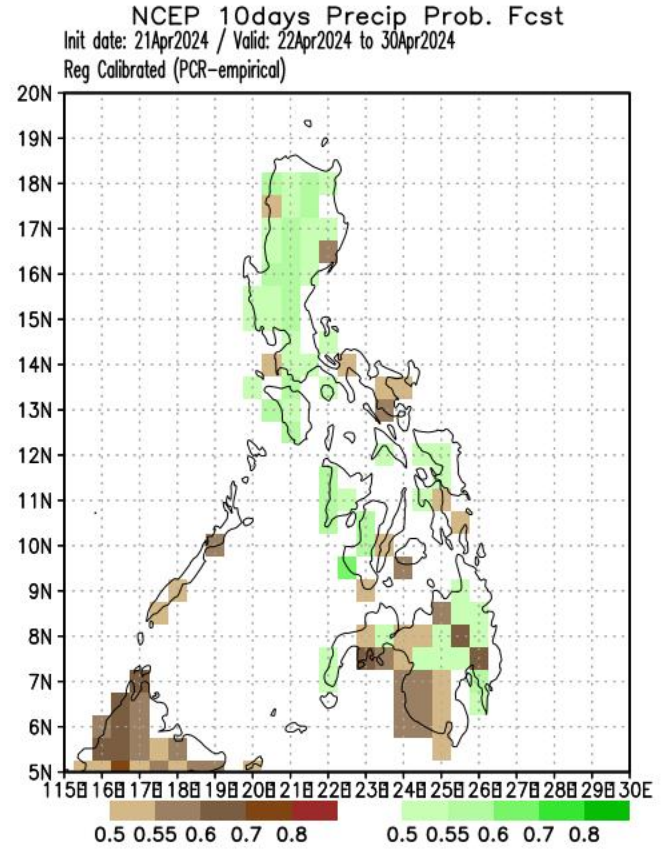 NCEP 10days Precip Prob. Fcst
Init date: 21Apr2024 / Valid: 22Apr2024 to 30Apr2024
Reg Calibrated (PCR-empirical)
20N
19N
18N
17N
16N
15N
14N
13N
12N
11N
10N
9N
8N
7N
6N
5N
115E 116E 117E 118E 119E 120E 121E 122E 123E 124E 125E 126E 127E 128E 129E 130E
0.5 0.55 0.6 0.7 0.8 0.5 0.55 0.6 0.7 0.8